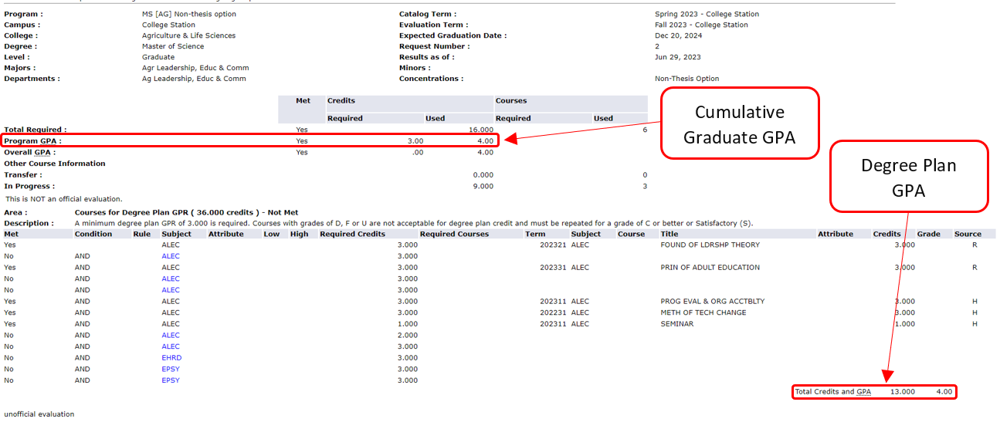 Program : MS [AG] Non-thesis option Catalog Term : Spring 2023 - College Station
Campus : College Station Evaluation Term : Fall 2023 - College Station
College : Agriculture & Life Sciences Expected Graduation Date : Dec 20, 2024
Degree : Master of Science Request Number : 2
Level : Graduate Results as of : Jun 29, 2023
Majors : Agr Leadership, Educ & Comm Minors :
Departments : Ag Leadership, Educ & Comm Concentrations : Non-Thesis Option
Met Credits Courses
Required Used Required Used
Total Required : Yes 16.000 6
Program GPA : Yes 3.00 4.00
Overall GPA : Yes .00 4.00
Other Course Information
Transfer : 0.000 0
In Progress : 9.000 3
This is NOT an official evaluation.
Cumulative
Graduate GPA
Degree Plan
GPA
Area : Courses for Degree Plan GPR ( 36.000 credits ) - Not Met
Description : A minimum degree plan GPR of 3.000 is required. Courses with grades of D, F or U are not acceptable for degree plan credit and must be repeated for a grade of C or better or Satisfactory (S).
Met Condition Rule Subject Attribute Low High Required Credits Required Courses Term Subject Course Title Attribute Credits Grade Source
Yes ALEC 3.000 202321 ALEC FOUND OF LDRSHP THEORY 3.000 R
No AND ALEC 3.000
Yes AND ALEC 3.000 202331 ALEC PRIN OF ADULT EDUCATION 3.000 R
No AND ALEC 3.000
No AND ALEC 3.000
Yes AND ALEC 3.000 202311 ALEC PROG EVAL & ORG ACCTBLTY 3.000 H
Yes AND ALEC 3.000 202231 ALEC METH OF TECH CHANGE 3.000 H
Yes AND ALEC 1.000 202311 ALEC SEMINAR 1.000 H
No AND ALEC 2.000
No AND ALEC 3.000
No AND EHRD 3.000
No AND EPSY 3.000
No AND EPSY 3.000
Total Credits and GPA 13.000 4.00
unofficial evaluation